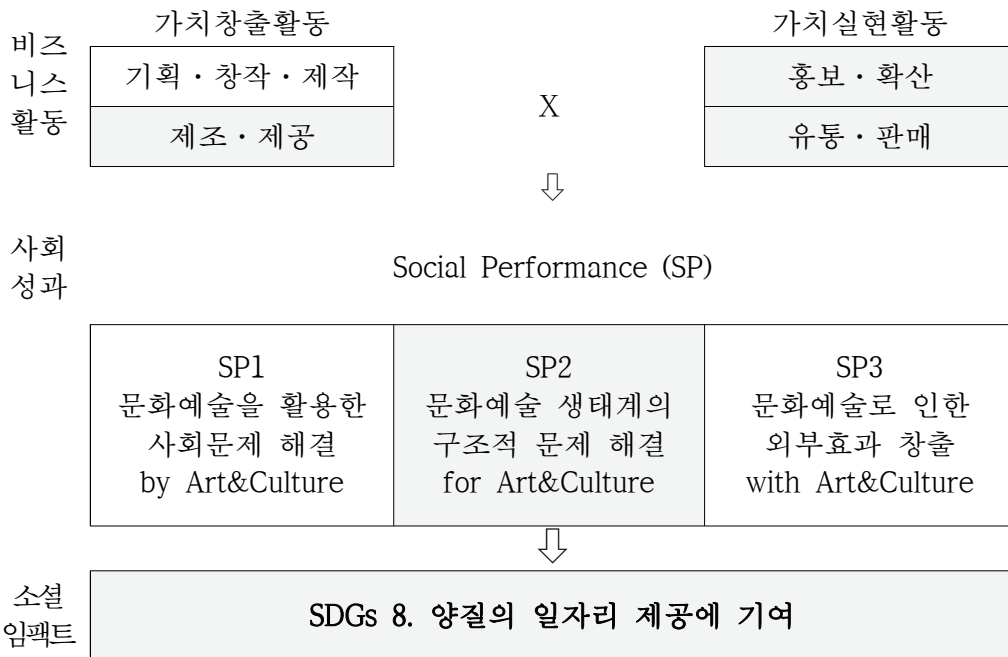 비즈
니스
활동
가치창출활동
가치실현활동
기획・창작・제작
제조・제공
X
홍보・확산
유통・판매
사회
성과
Social Performance (SP)
SP1
문화예술을 활용한
사회문제 해결
by Art&Culture
SP2
문화예술 생태계의
구조적 문제 해결
for Art&Culture
SP3
문화예술로 인한
외부효과 창출
with Art&Culture
소셜
임팩트
SDGs 8. 양질의 일자리 제공에 기여